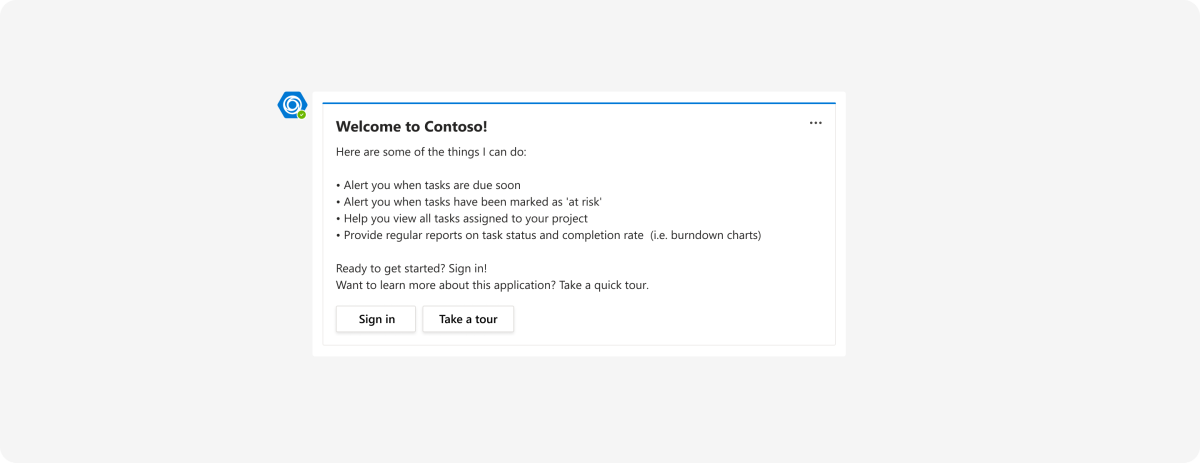 Welcome to Contoso!
Here are some of the things I can do:
• Alert you when tasks are due soon
• Alert you when tasks have been marked as 'at risk'
• Help you view all tasks assigned to your project
• Provide regular reports on task status and completion rate  (i.e. burndown charts)
Ready to get started? Sign in!
Want to learn more about this application? Take a quick tour.
Sign in Take a tour